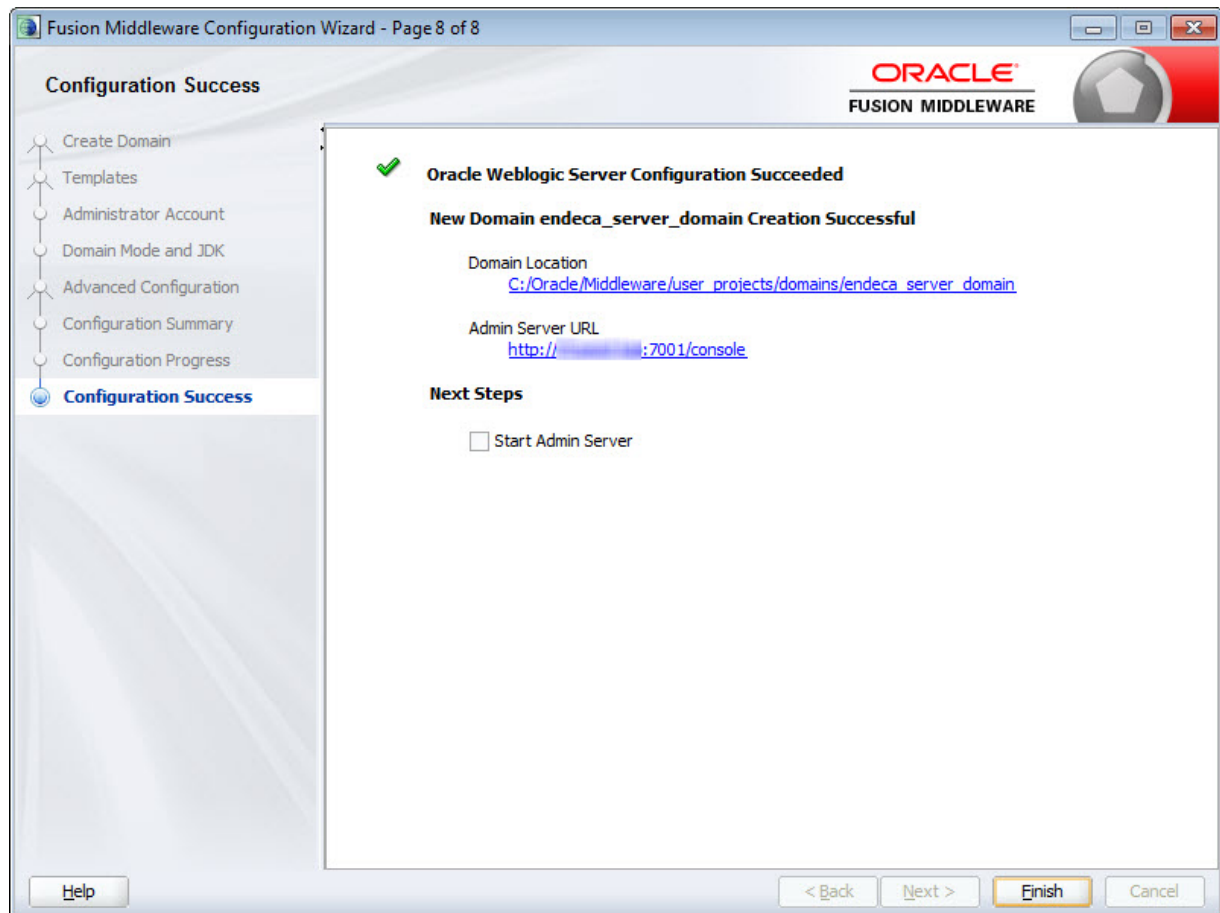 Fusion Middleware Configuration Wizard - Page 8 of 8
Configuration Success
ORACLE
FUSION MIDDLEWARE
Create Domain
Templates
Administrator Account
Domain Mode and JDK
Advanced Configuration
Configuration Summary
Configuration Progress
Configuration Success
Oracle Weblogic Server Configuration Succeeded
New Domain endeca_server_domain Creation Successful
Domain Location
C:/Oracle/Middleware/user_projects/domains/endeca_server_domain
Admin Server URL
http:// :7001/console
Next Steps
Start Admin Server
Help
< Back
Next >
Finish
Cancel